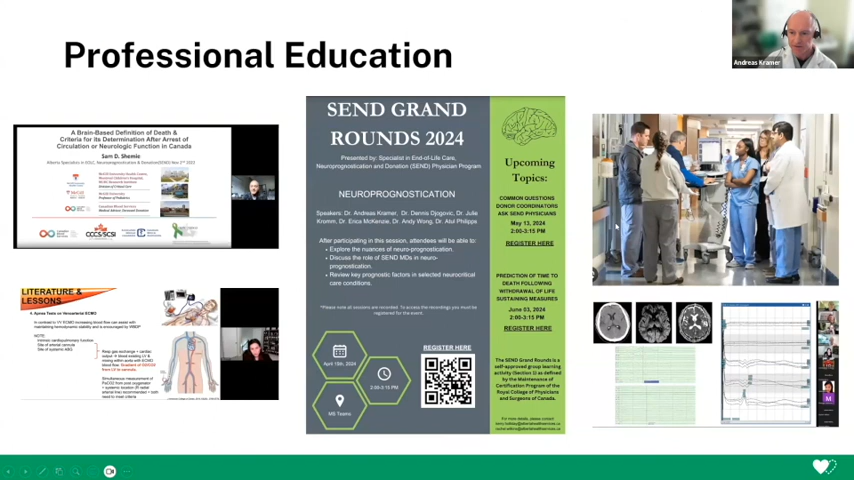 Professional Education
Andreas Kramer
A Brain-Based Definition of Death &
Criteria for its Determination After Arrest of
Circulation or Neurologic Function in Canada
Sam D. Shemie
LITERATURE &
LESSONS
4. Apnea Tests on Venoarterial ECMO
NOTE:
SEND GRAND
ROUNDS 2024
Presented by: Specialist in End-of-Life Care,
Neuroprognostication and Donation (SEND) Physician Program
NEUROPROGNOSTICATION
Speakers: Dr. Andreas Kramer, Dr. Dennis Djogovic, Dr. Julie
Kromm, Dr. Erica McKenzie, Dr. Andy Wong, Dr. Atul Philipps
After participating in this session, attendees will be able to:
• Explore the nuances of neuro-prognostication.
• Discuss the role of SEND MDs in neuro-
prognostication.
• Review key prognostic factors in selected neurocritical
care conditions.
*Please note all sessions are recorded. To access the recordings you must be
registered for the event.
REGISTER HERE
April 15th, 2024
2:00-3:15 PM
MS Teams
Upcoming
Topics:
COMMON QUESTIONS
DONOR COORDINATORS
ASK SEND PHYSICIANS
May 13, 2024
2:00-3:15 PM
REGISTER HERE
PREDICTION OF TIME TO
DEATH FOLLOWING
WITHDRAWAL OF LIFE
SUSTAINING MEASURES
June 03, 2024
2:00-3:15 PM
REGISTER HERE
The SEND Grand Rounds is a
self-approved group learning
activity (Section 1) as defined
by the Maintenance of
Certification Program of the
Royal College of Physicians
and Surgeons of Canada.
For more details, please contact
M